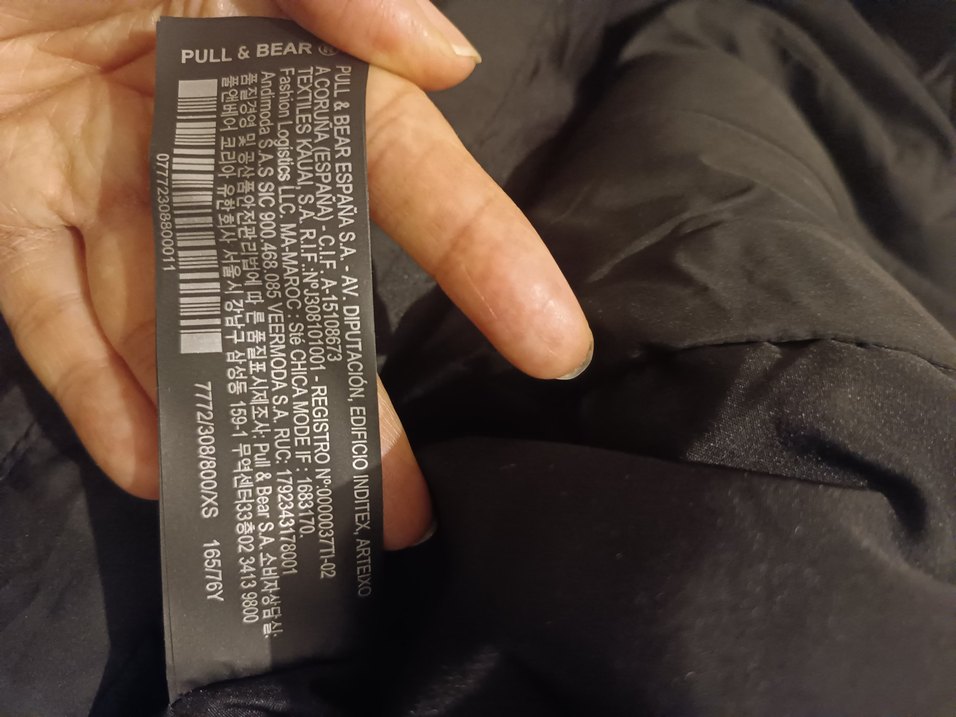 PULL & BEAR ®
PULL & BEAR ESPAÑA S.A. - AV. DIPUTACIÓN, EDIFICIO INDITEX, ARTEIXO
A CORUÑA (ESPAÑA) - C.I.F. A-15108673
TEXTILES KAUAI, S.A. R.I.F.:NºJ30810100
1 - REGISTRO Nº:0000037TI-02
Fashion Logistics LLC. MA-MAROC : Sté CHICA MODE IF : 1683170.
Andimoda S.A.S SIC 900.468.085 VEERMODA S.A. RUC: 1792343178001
품질경영 및 공산품안전관리법에 따른 품질표시제조사: Pull & Bear S.A. 소비자상담실:
풀앤베어 코리아 유한회사 서울시 강남구 삼성동 159-1 무역센터33층02 3413 9800
07772308800011
7772/308/800/XS 165/76Y